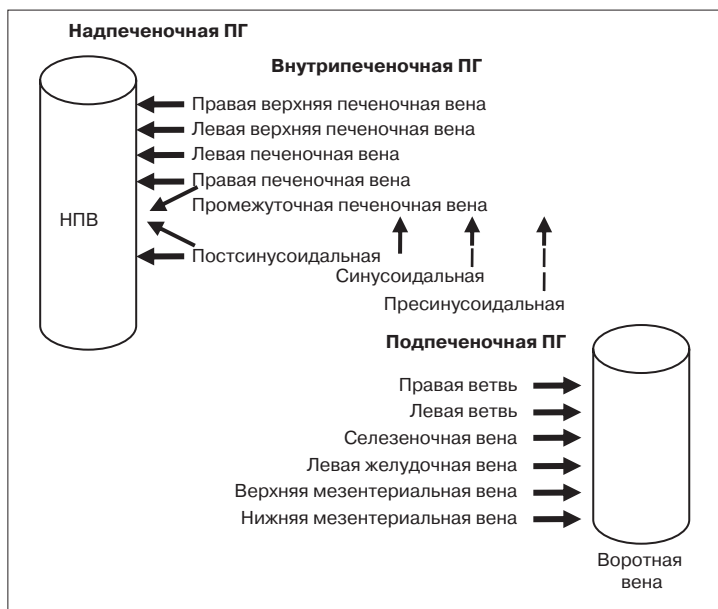 Надпеченочная ПГ
Внутрипеченочная ПГ
Правая верхняя печеночная вена
Левая верхняя печеночная вена
Левая печеночная вена
Правая печеночная вена
Промежуточная печеночная вена
НПВ
Постсинусоидальная
Синусоидальная
Пресинусоидальная
Подпеченочная ПГ
Правая ветвь
Левая ветвь
Селезеночная вена
Левая желудочная вена
Верхняя мезентериальная вена
Нижняя мезентериальная вена
Воротная
вена